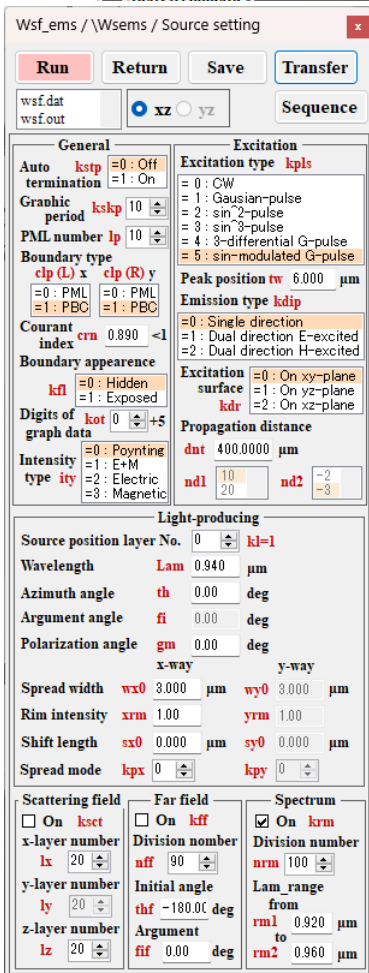 Wsf_ems / \Wsems / Source setting x
Run Return Save Transfer
wsf.dat
wsf.out
xz yz
Sequence
General
Auto termination kstp
=0 : Off
=1 : On
Graphic period kskp 10
PML number lp 10
Boundary type
clp (L) x clp (R) y
=0 : PML =0 : PML
=1 : PBC =1 : PBC
Courant index crn 0.890 <1
Boundary appearence
kfl
=0 : Hidden
=1 : Exposed
Digits of graph data kot 0 +5
Intensity type ity
=0 : Poynting
=1 : E+M
=2 : Electric
=3 : Magnetic
Excitation
Excitation type kpls
= 0 : CW
= 1 : Gausian-pulse
= 2 : sin^2-pulse
= 3 : sin^3-pulse
= 4 : 3-differential G-pulse
= 5 : sin-modulated G-pulse
Peak position tw 6.000 μm
Emission type kdip
=0 : Single direction
=1 : Dual direction E-excited
=2 : Dual direction H-excited
Excitation surface kdr
=0 : On xy-plane
=1 : On yz-plane
=2 : On xz-plane
Propagation distance
dnt 400.0000 μm
nd1 10 20 nd2 -2 -3
Light-producing
Source position layer No. 0 kl=1
Wavelength Lam 0.940 μm
Azimuth angle th 0.00 deg
Argument angle fi 0.00 deg
Polarization angle gm 0.00 deg
x-way y-way
Spread width wx0 3.000 μm wy0 3.000 μm
Rim intensity xrm 1.00 yrm 1.00
Shift length sx0 0.000 μm sy0 0.000 μm
Spread mode kpx 0 kpy 0
Scattering field
On ksct
x-layer number
lx 20
y-layer number
ly 20
z-layer number
lz 20
Far field
On kff
Division nomber
nff 90
Initial angle
thf -180.00 deg
Argument
fif 0.00 deg
Spectrum
On krm
Division number
nrm 100
Lam_range
from
rm1 0.920 μm
to
rm2 0.960 μm